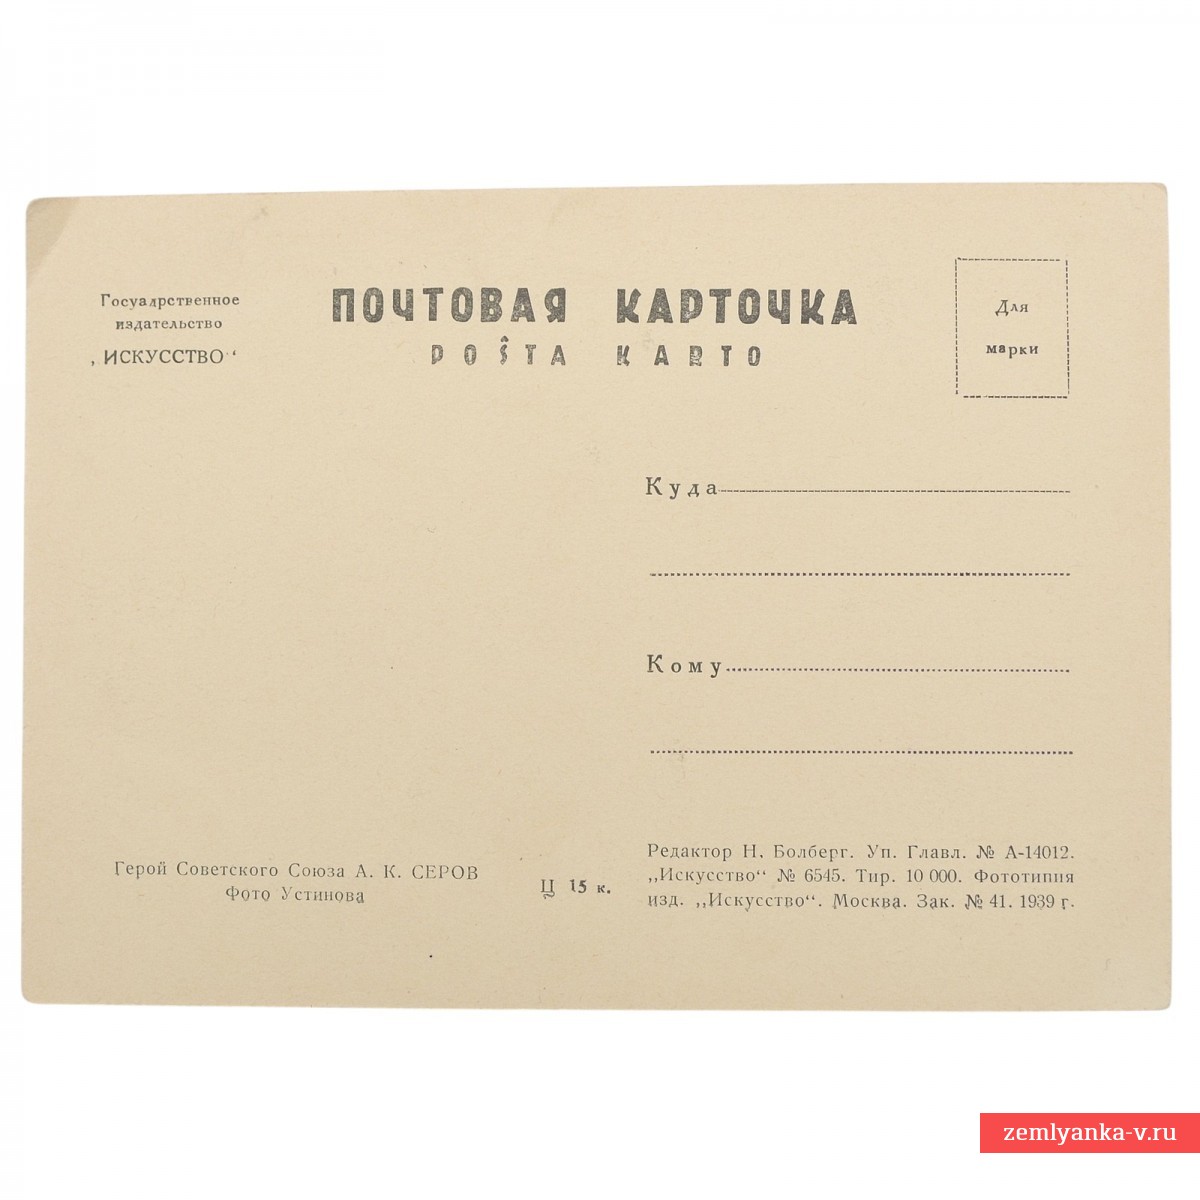 Государственное
издательство
„ИСКУССТВО“
ПОЧТОВАЯ КАРТОЧКА
POŜTA KARTO
Для
марки
Куда
Кому
Герой Советского Союза А. К. СЕРОВ
Фото Устинова
Ц 15 к.
Редактор Н. Болберг. Уп. Главл. № А-14012.
„Искусство“ № 6545. Тир. 10 000. Фототипия
изд. „Искусство“. Москва. Зак. № 41. 1939 г.
zemlyanka-v.ru